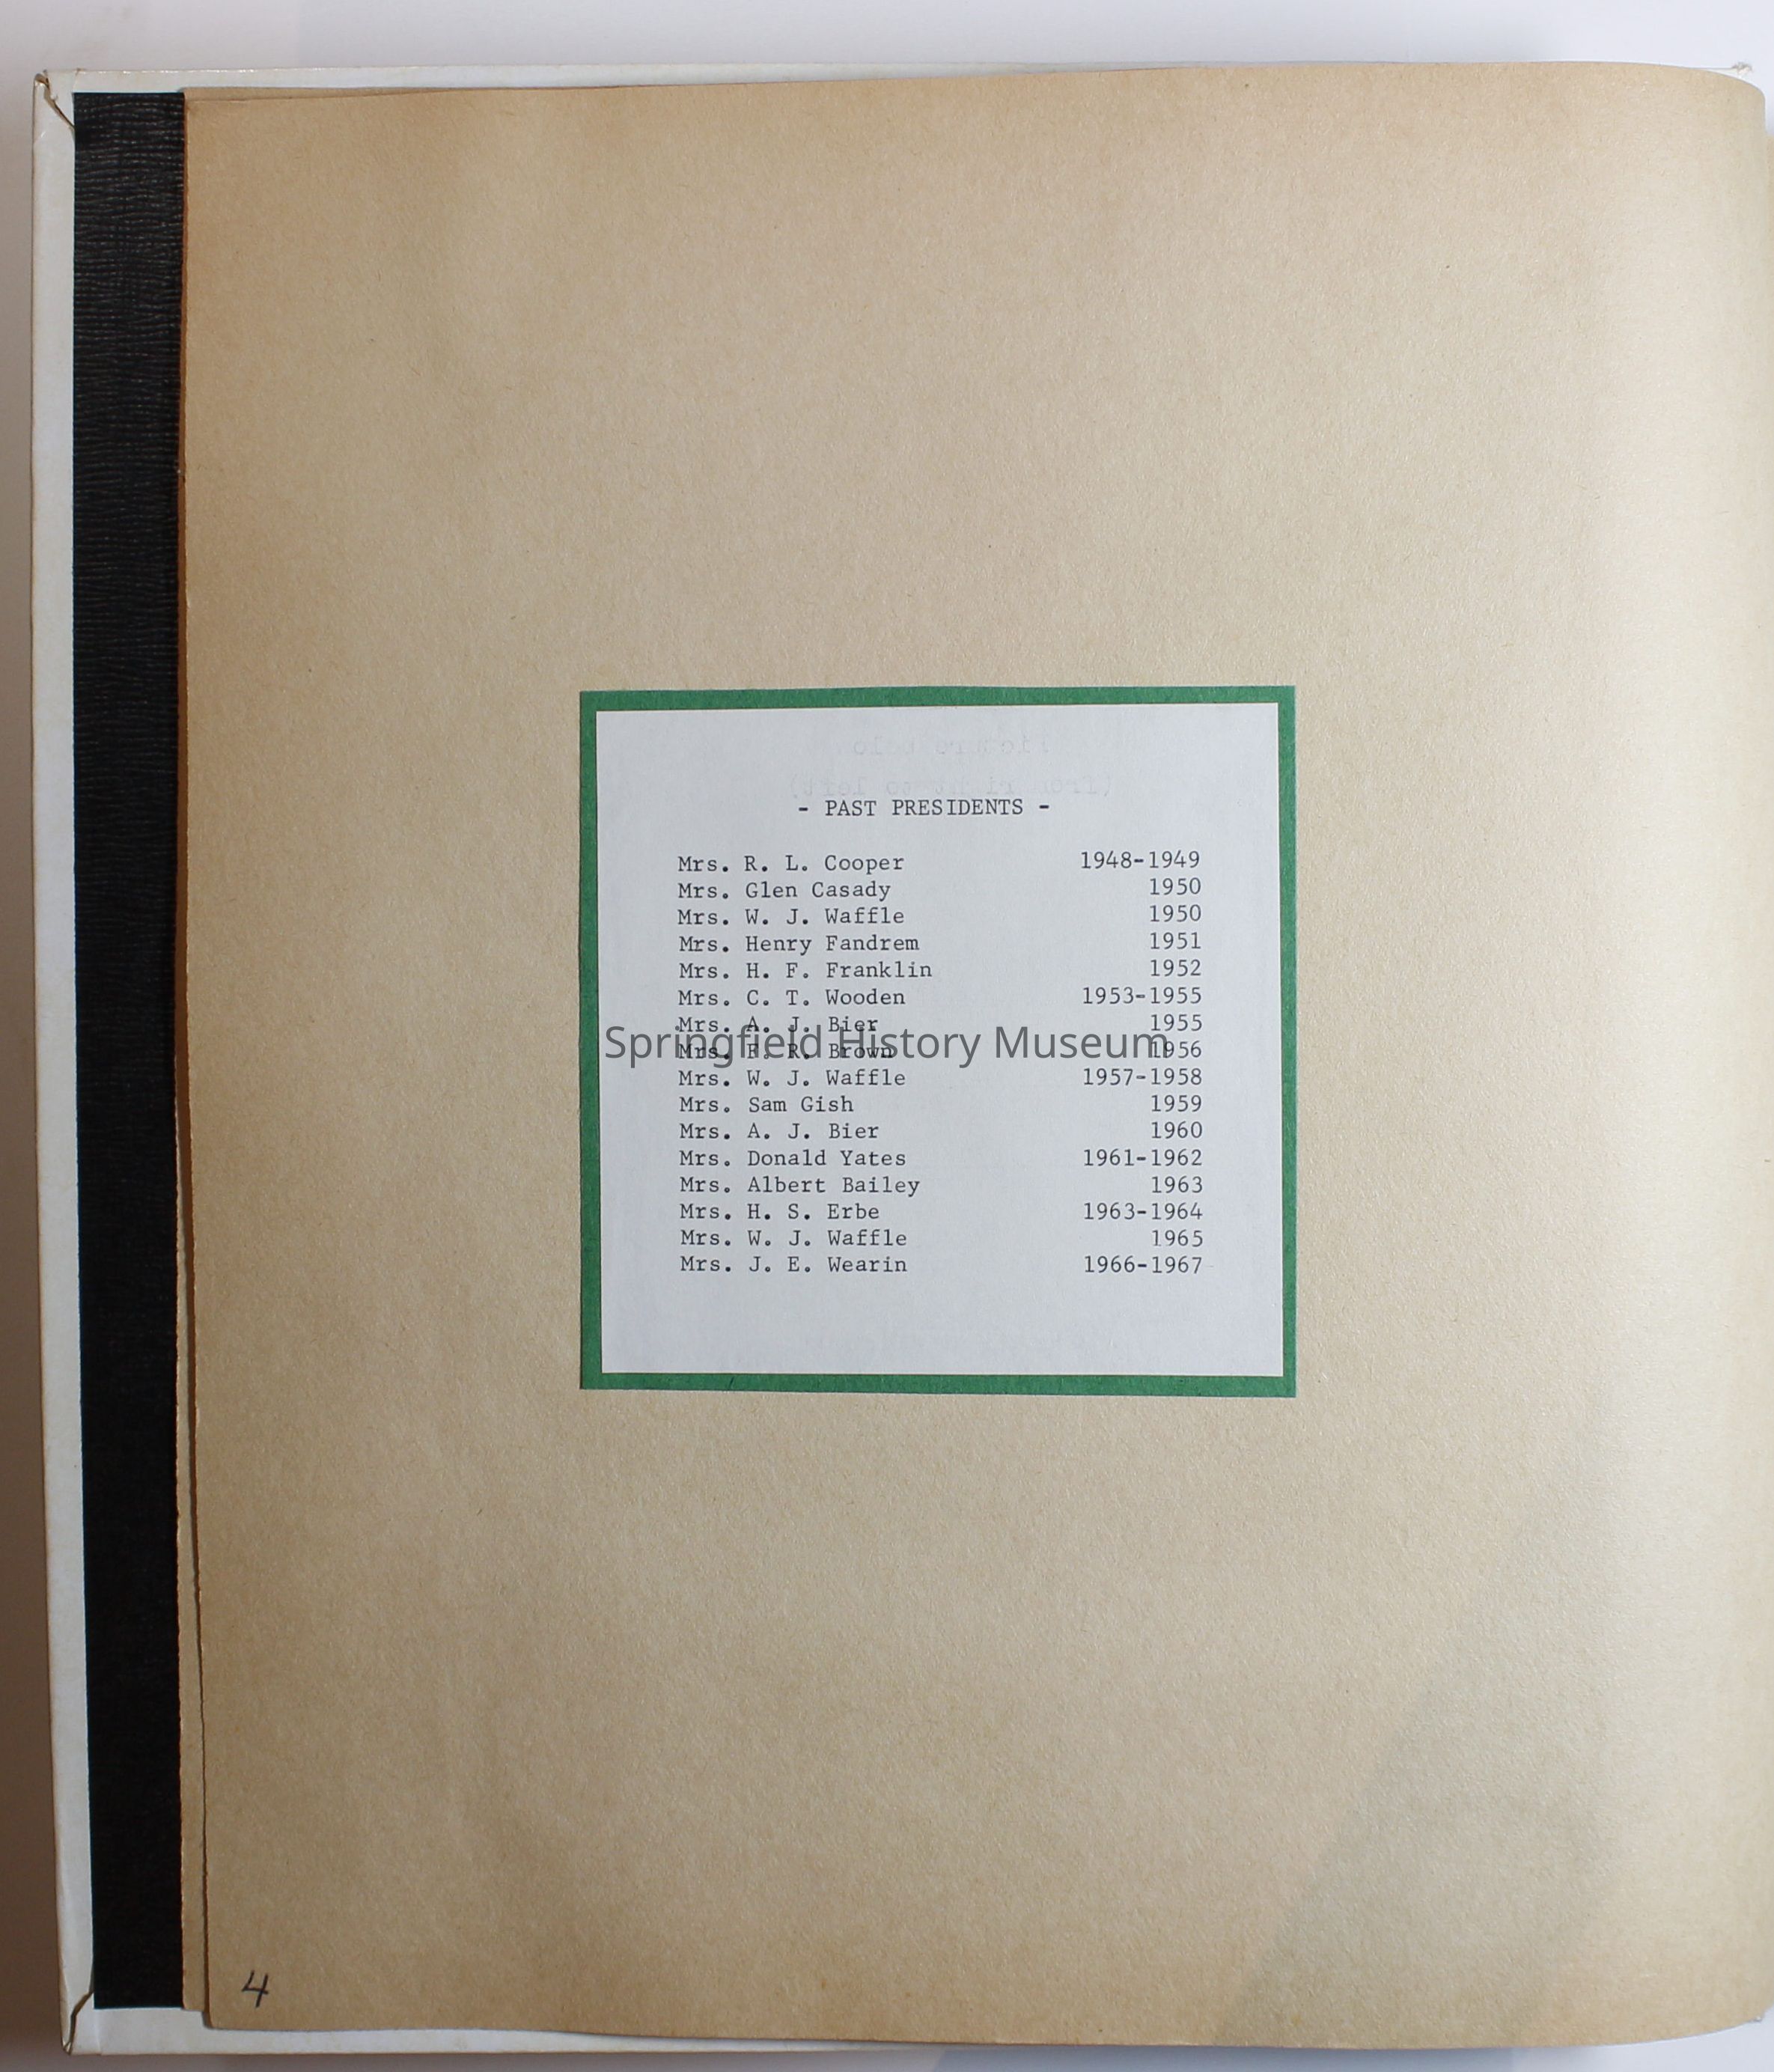 - PAST PRESIDENTS -
Mrs. R. L. Cooper 1948-1949
Mrs. Glen Casady 1950
Mrs. W. J. Waffle 1950
Mrs. Henry Fandrem 1951
Mrs. H. F. Franklin 1952
Mrs. C. T. Wooden 1953-1955
Mrs. A. J. Bier 1955
Mrs. F. R. Brown 1956
Springfield History Museum
Mrs. W. J. Waffle 1957-1958
Mrs. Sam Gish 1959
Mrs. A. J. Bier 1960
Mrs. Donald Yates 1961-1962
Mrs. Albert Bailey 1963
Mrs. H. S. Erbe 1963-1964
Mrs. W. J. Waffle 1965
Mrs. J. E. Wearin 1966-1967
4